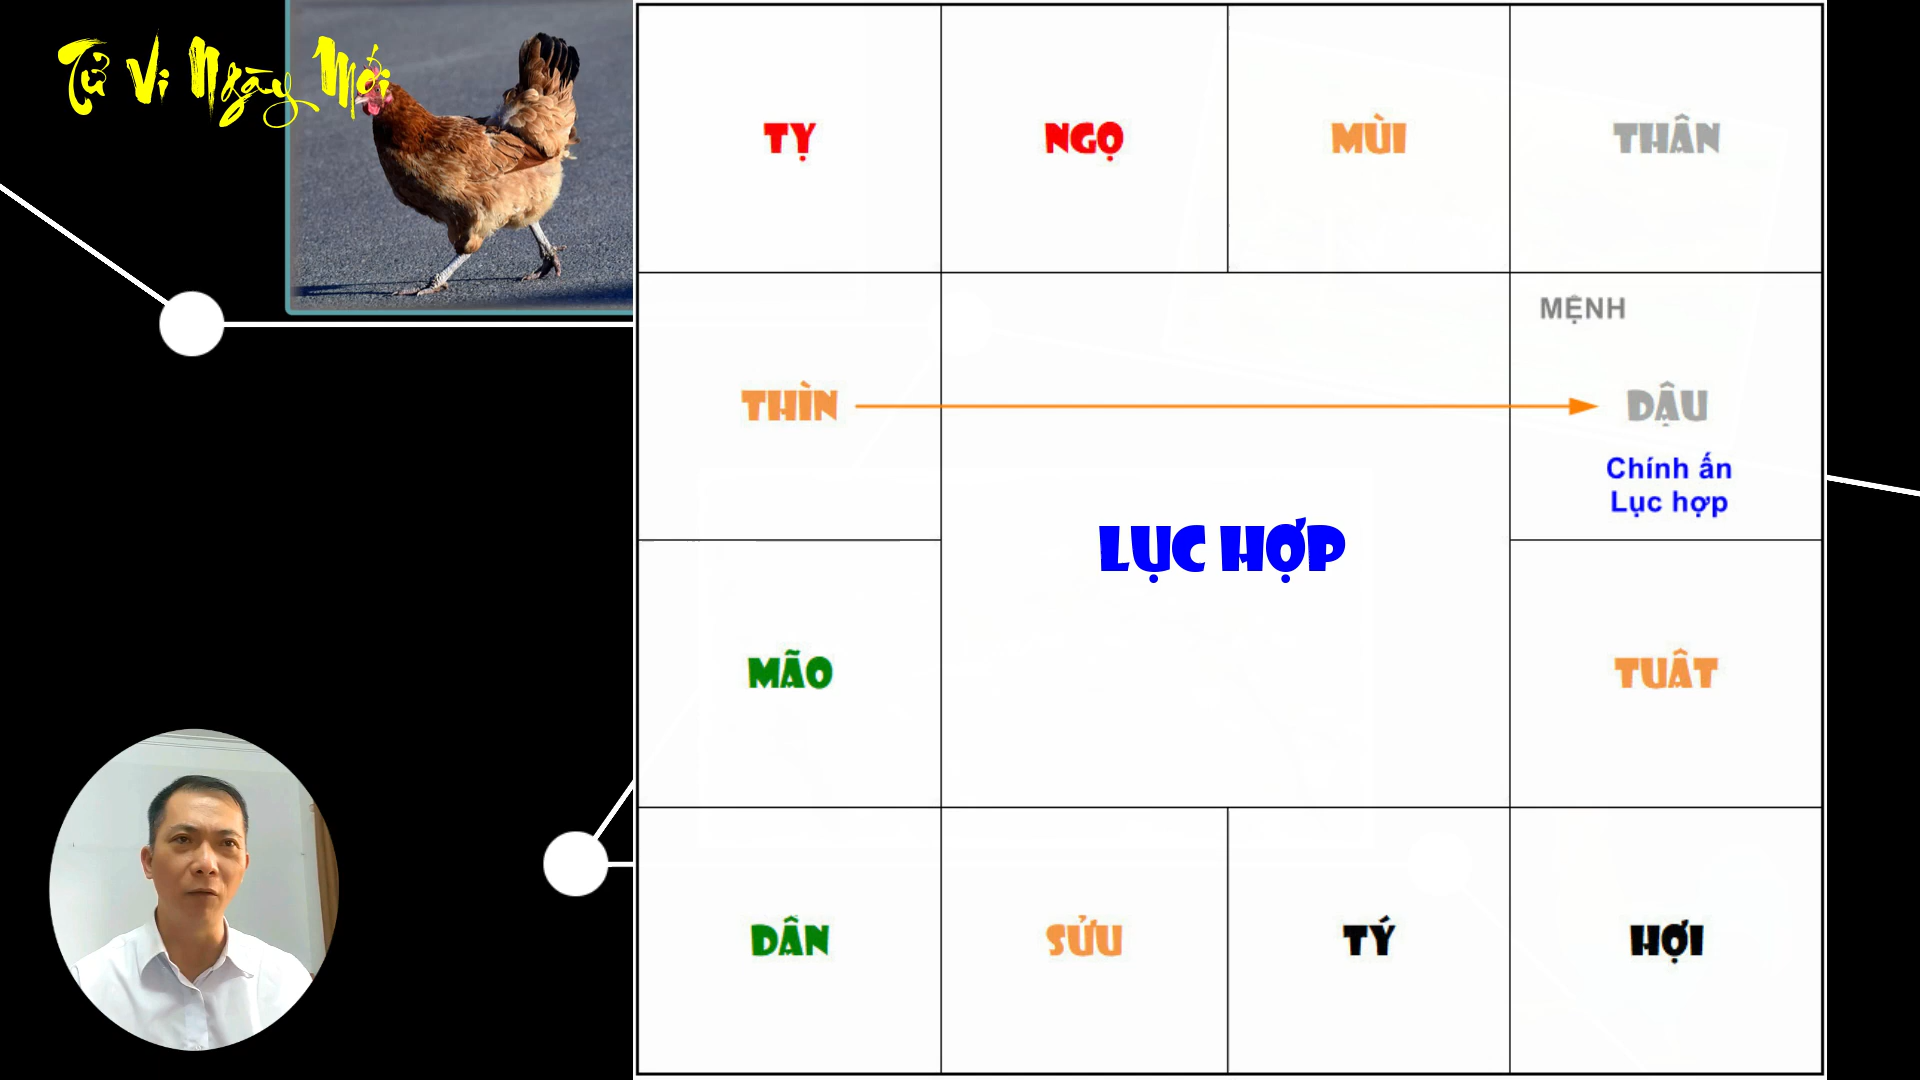 Tử Vi Ngày Mới
TỴ
NGỌ
MÙI
THÂN
MỆNH
THÌN
DẬU
Chính ấn
Lục hợp
LỤC HỢP
MÃO
TUẤT
DẦN
SỬU
TÝ
HỢI